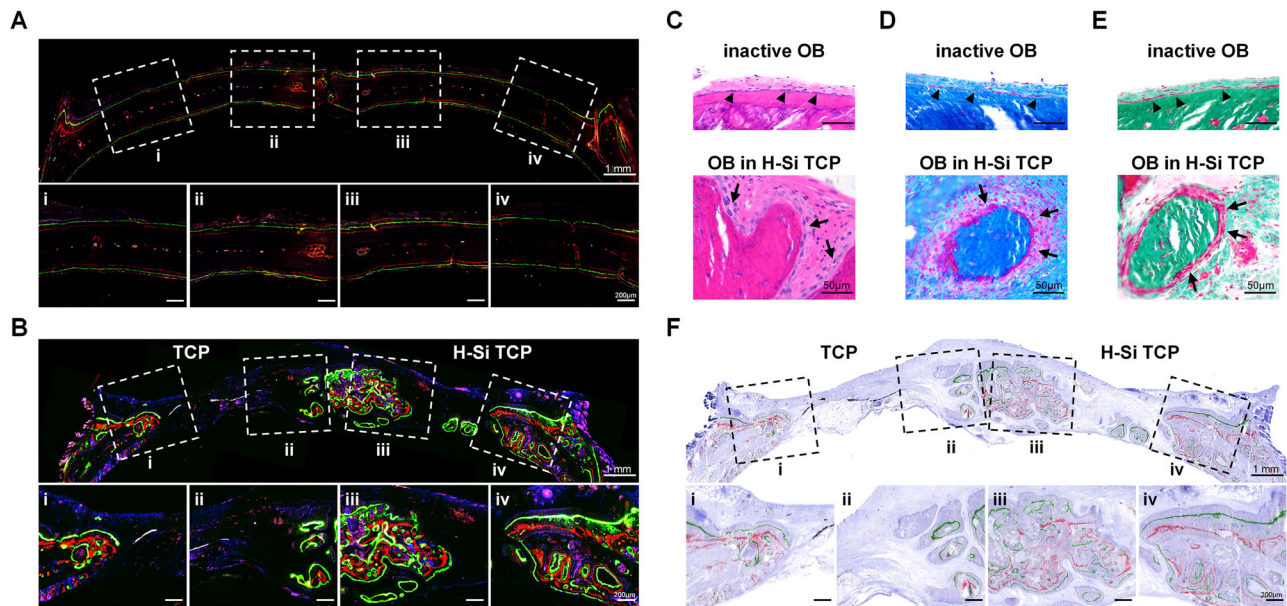 A
i
ii
iii
iv
1 mm
i
ii
iii
iv
200μm
B
TCP
H-Si TCP
i
ii
iii
iv
1 mm
i
ii
iii
iv
200μm
C
inactive OB
OB in H-Si TCP
50μm
D
inactive OB
OB in H-Si TCP
50μm
E
inactive OB
OB in H-Si TCP
50μm
F
TCP
H-Si TCP
i
ii
iii
iv
1 mm
i
ii
iii
iv
200μm